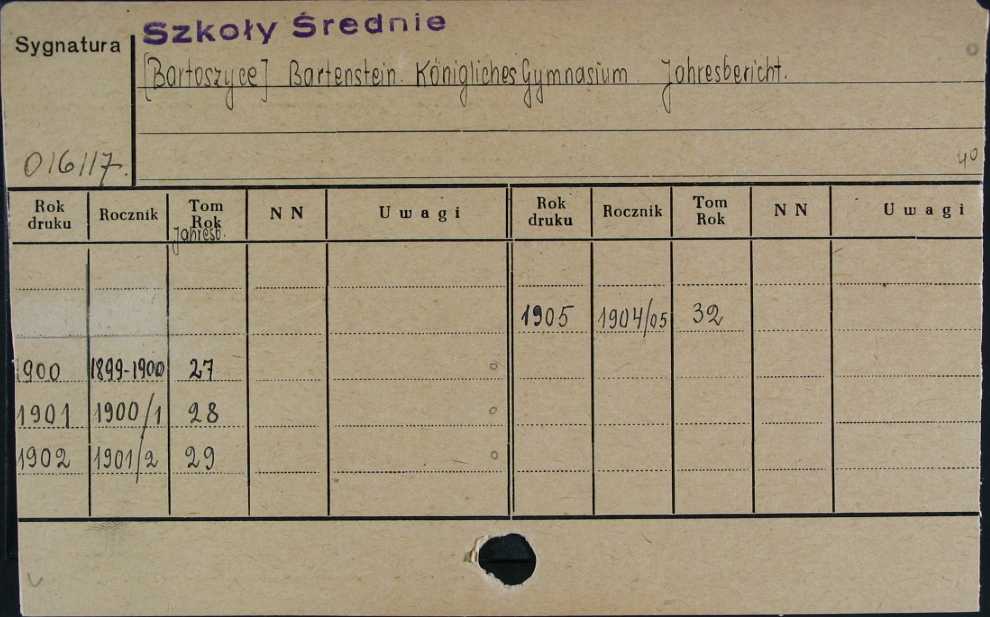 Szkoły Średnie
Sygnatura
[Bartoszyce] Bartenstein. Königliches Gymnasium Jahresbericht.
016117.
40
Rok druku Rocznik Tom Rok NN Uwagi Rok druku Rocznik Tom Rok NN Uwagi
Jahresb.
1905 1904/05 32
1900 1899-1900 27
1901 1900/1 28
1902 1901/2 29